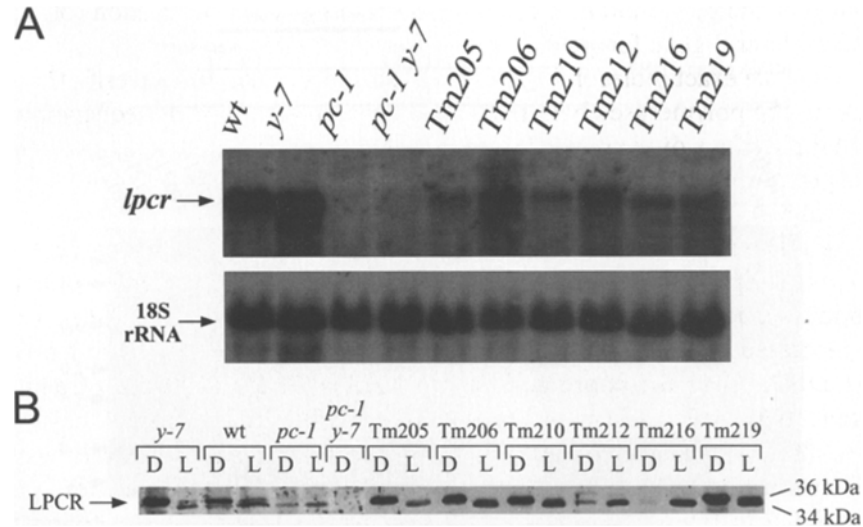 A
wt y-7 pc-1 pc-1 y-7 Tm205 Tm206 Tm210 Tm212 Tm216 Tm219
lpcr
18S
rRNA
B
pc-1
y-7 wt pc-1 y-7 Tm205 Tm206 Tm210 Tm212 Tm216 Tm219
D L D L D L D D L D L D L D L D L D L
LPCR
36 kDa
34 kDa